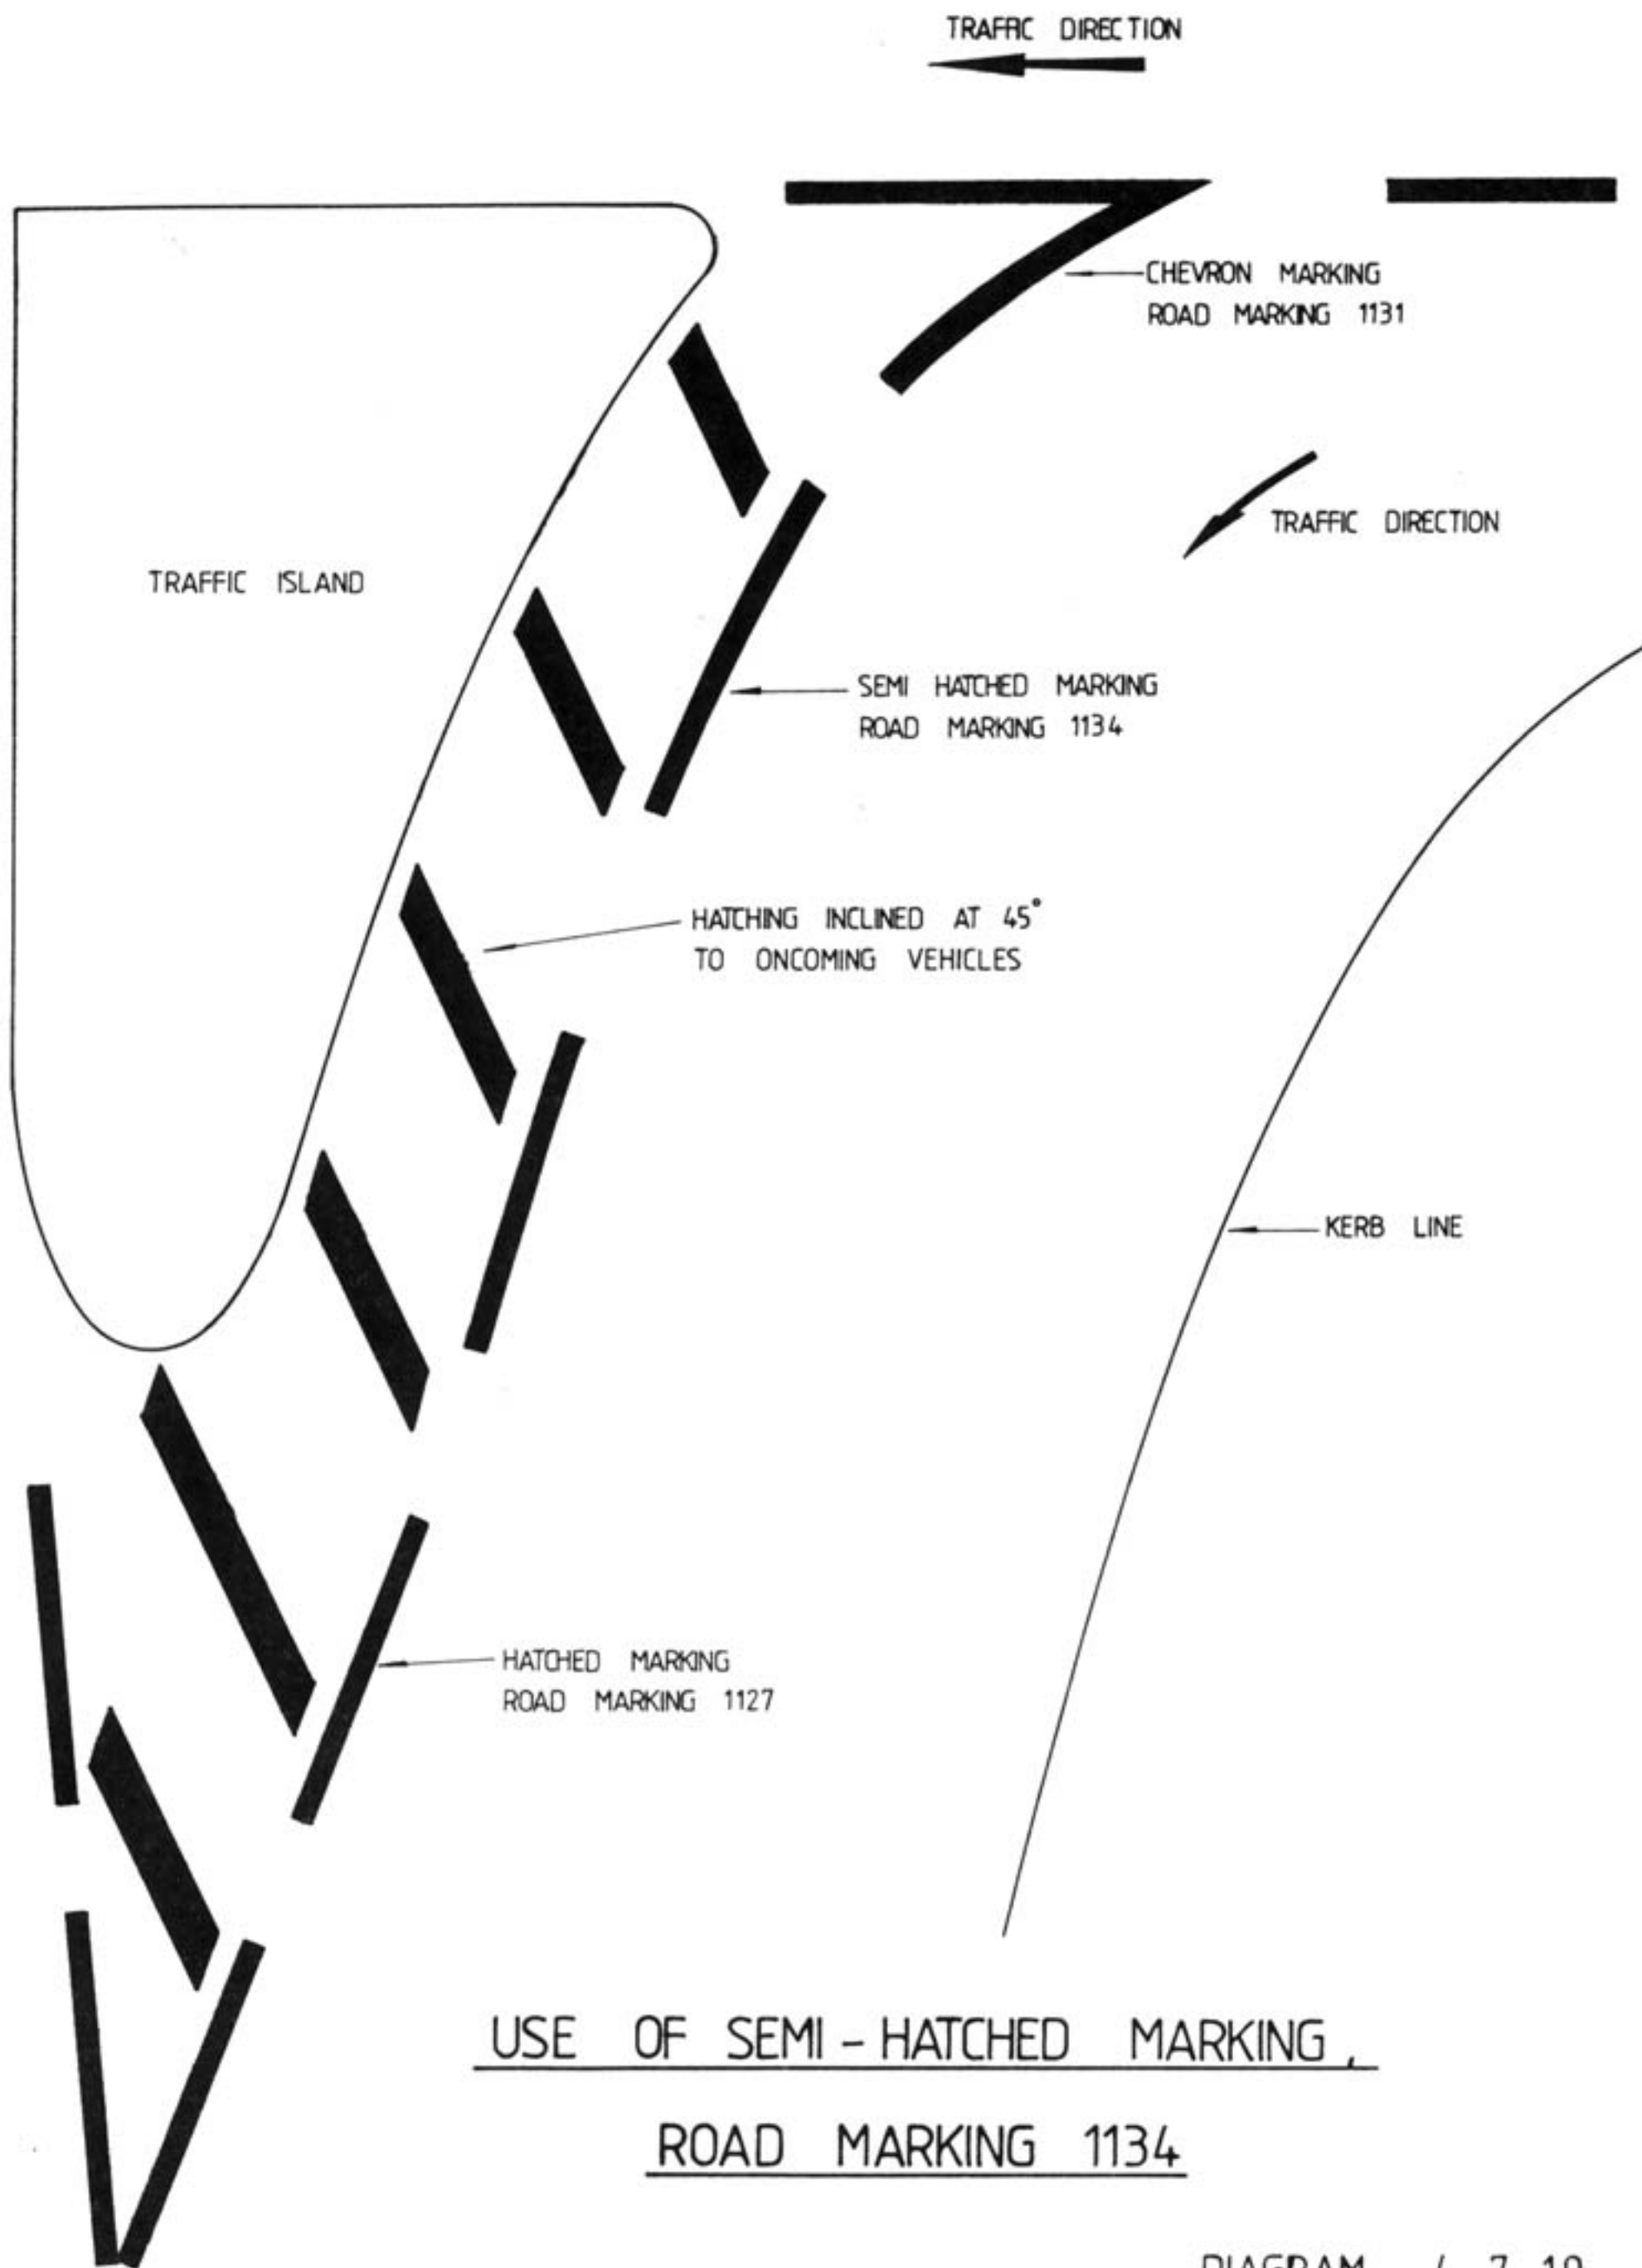 TRAFFIC DIRECTION
CHEVRON MARKING
ROAD MARKING 1131
TRAFFIC DIRECTION
TRAFFIC ISLAND
SEMI HATCHED MARKING
ROAD MARKING 1134
HATCHING INCLINED AT 45°
TO ONCOMING VEHICLES
KERB LINE
HATCHED MARKING
ROAD MARKING 1127
USE OF SEMI-HATCHED MARKING,
ROAD MARKING 1134
DIAGRAM